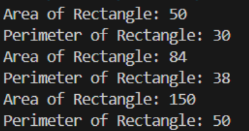 Area of Rectangle: 50
Perimeter of Rectangle: 30
Area of Rectangle: 84
Perimeter of Rectangle: 38
Area of Rectangle: 150
Perimeter of Rectangle: 50